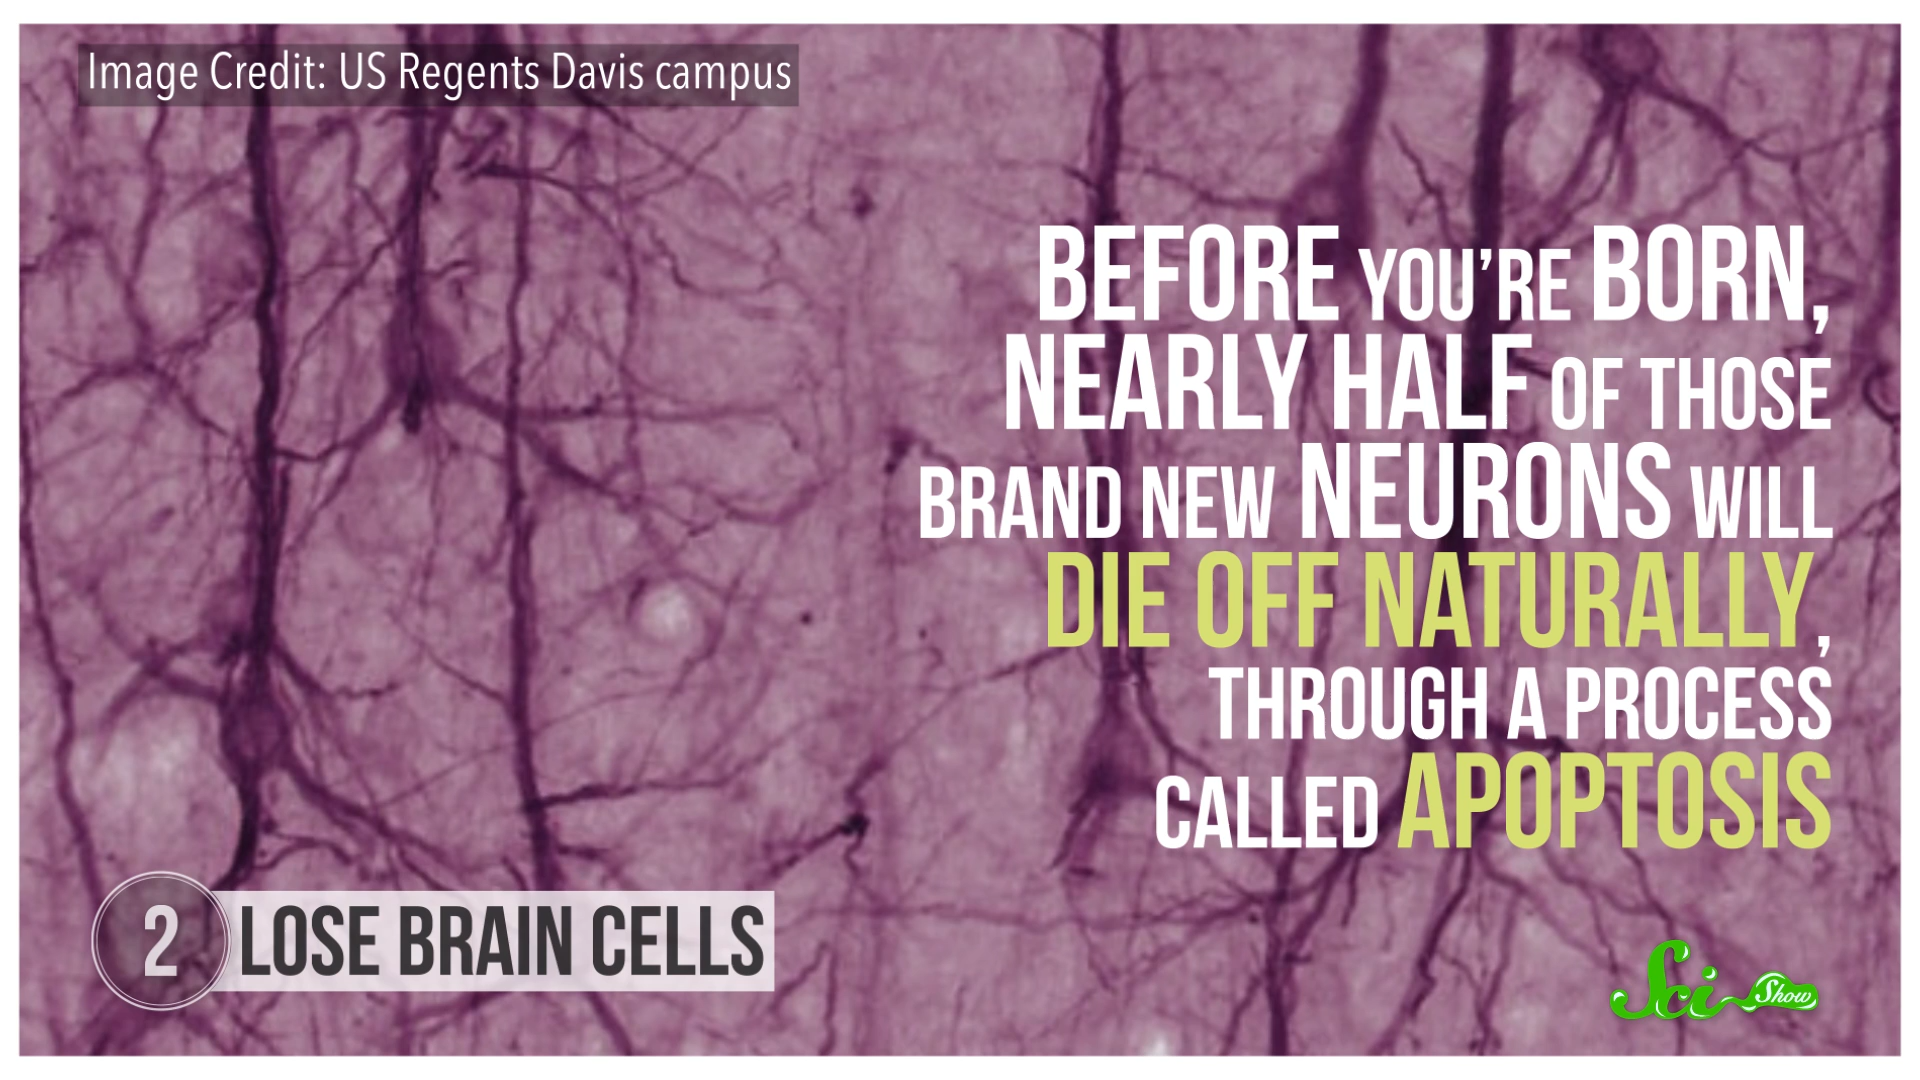 Image Credit: US Regents Davis campus
BEFORE YOU'RE BORN,
NEARLY HALF OF THOSE
BRAND NEW NEURONS WILL
DIE OFF NATURALLY,
THROUGH A PROCESS
CALLED APOPTOSIS
2 LOSE BRAIN CELLS
Sci Show